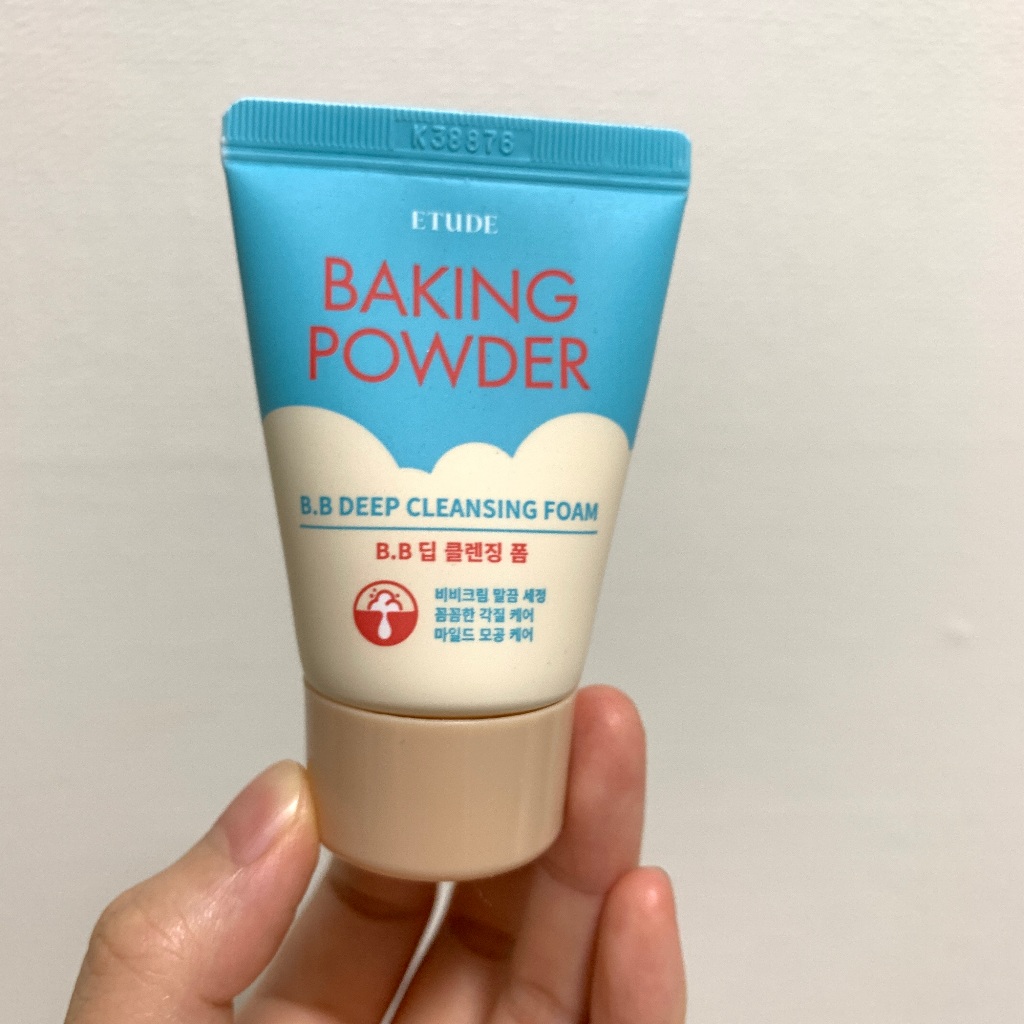 K38876
ETUDE
BAKING
POWDER
B.B DEEP CLEANSING FOAM
B.B 딥 클렌징 폼
비비크림 말끔 세정
꼼꼼한 각질 케어
마일드 모공 케어